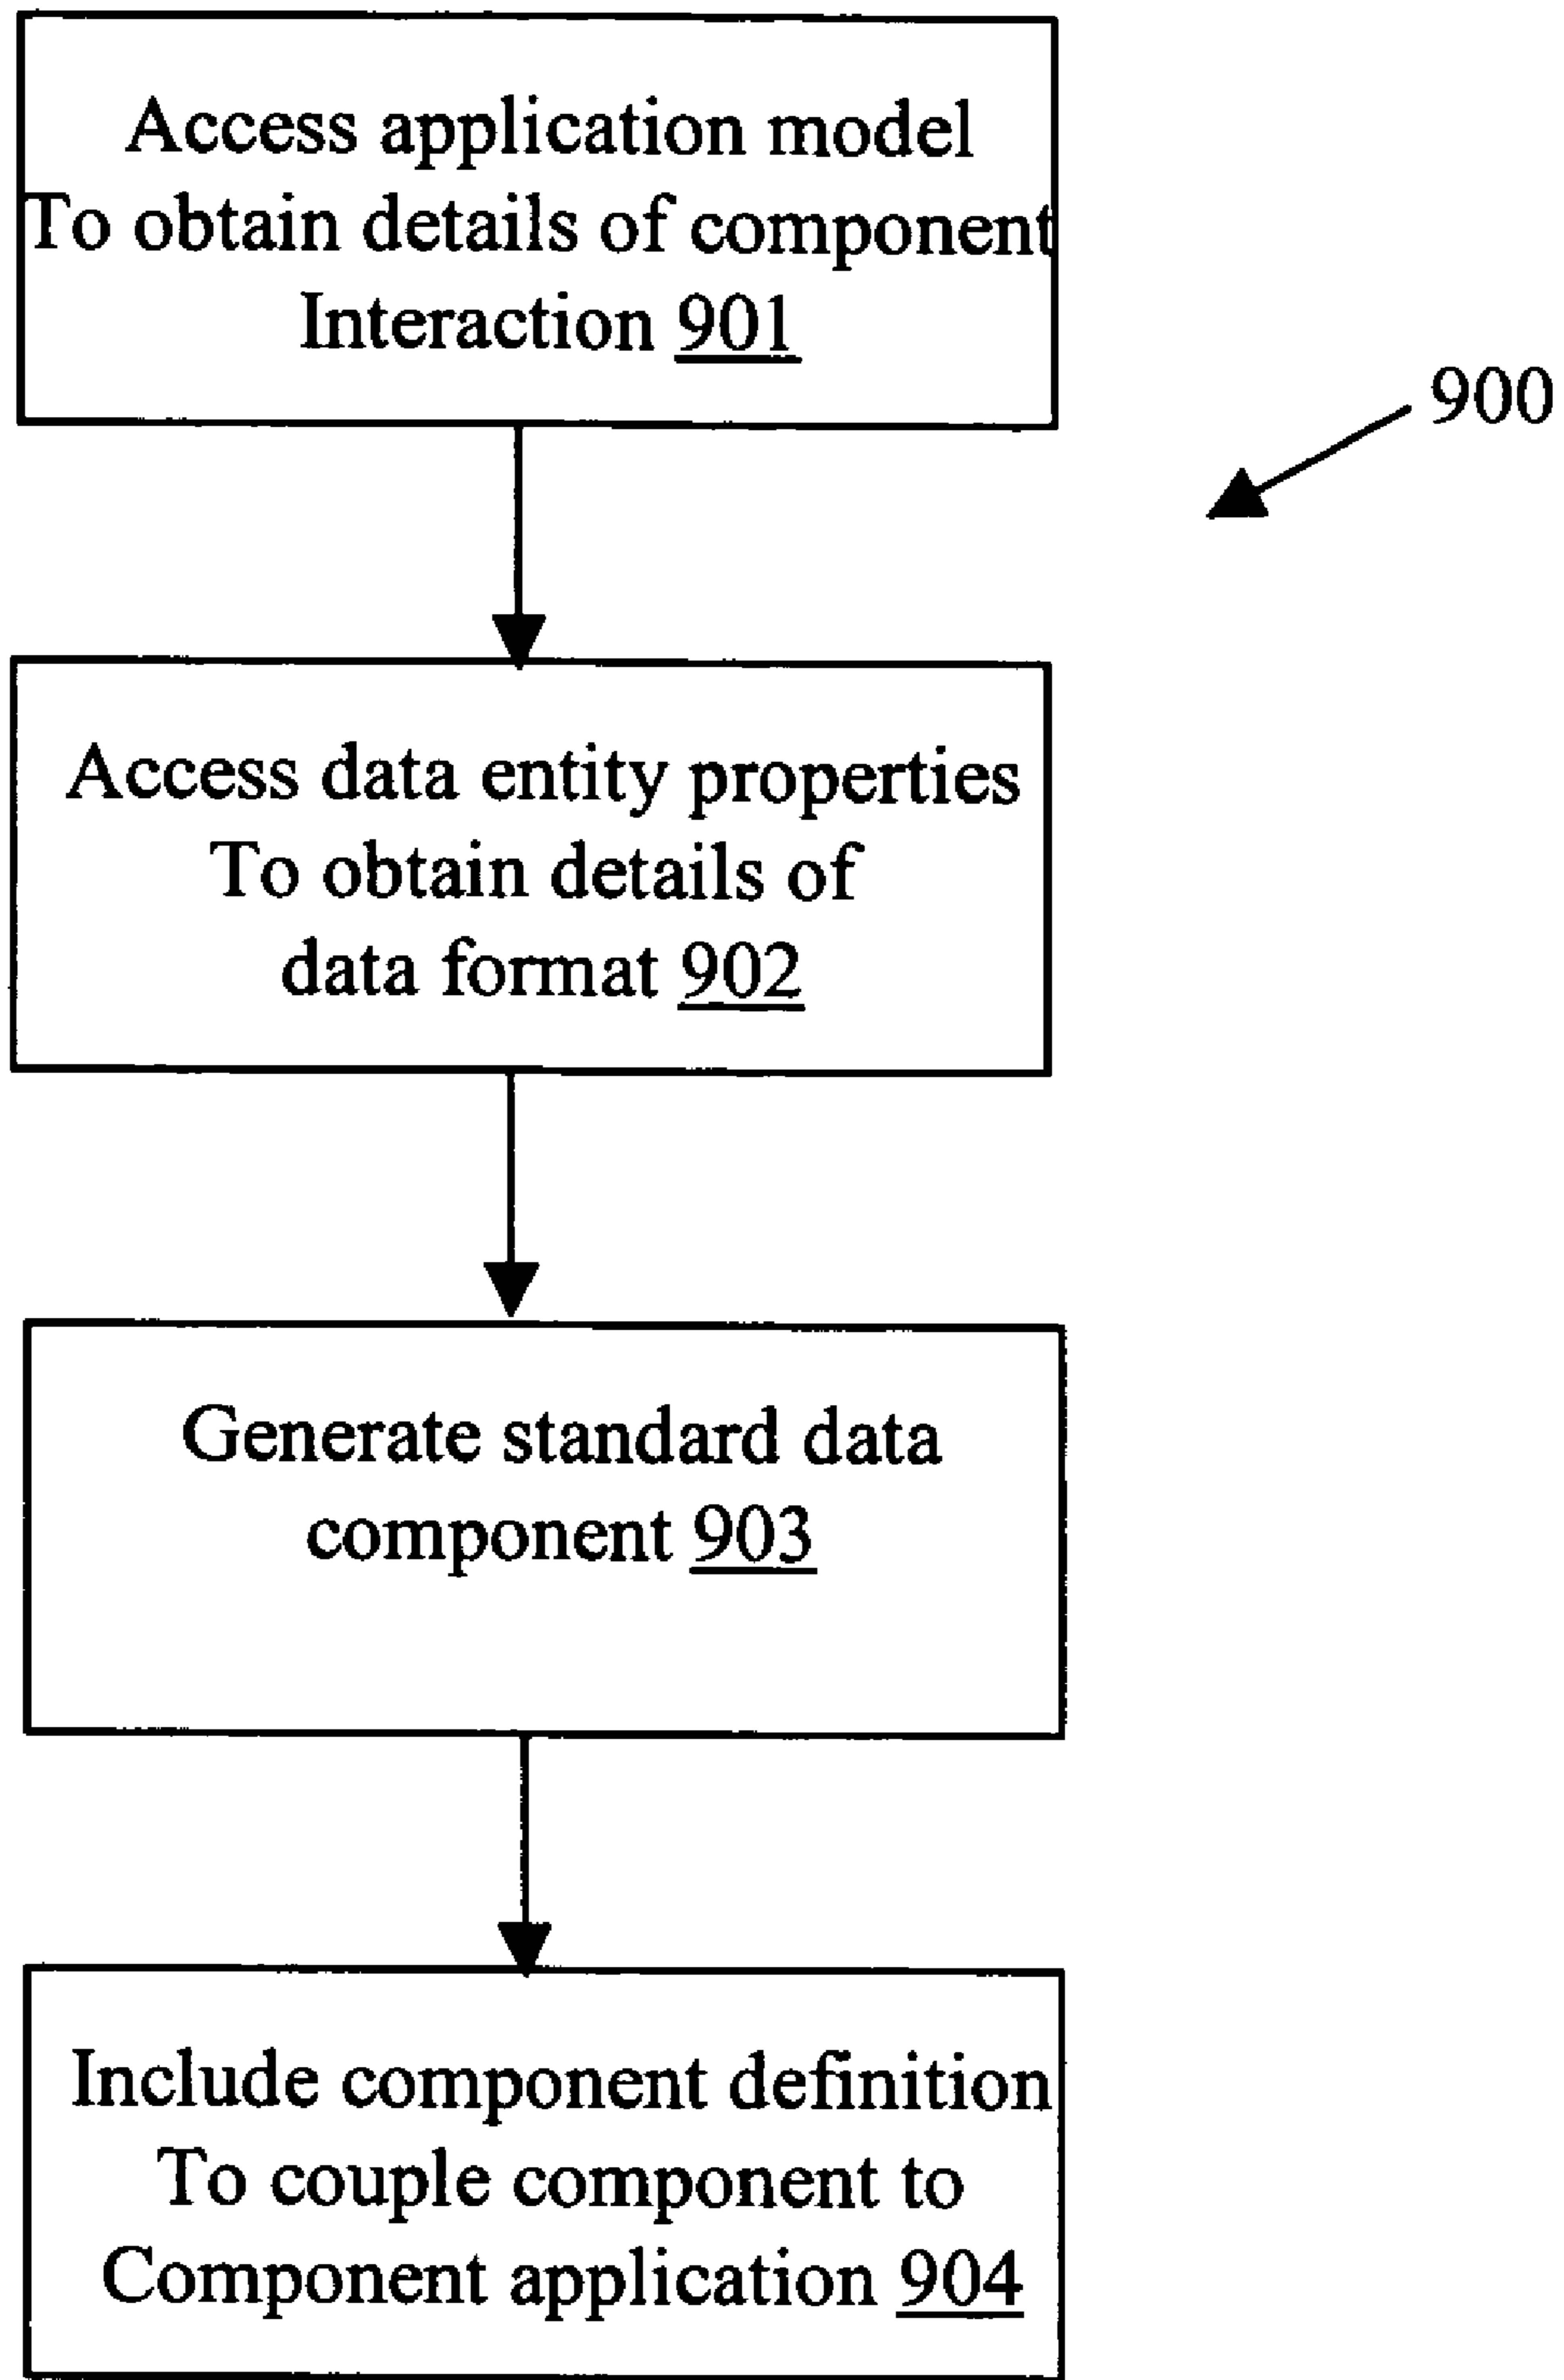 Access application model
To obtain details of component
Interaction 901
900
Access data entity properties
To obtain details of
data format 902
Generate standard data
component 903
Include component definition
To couple component to
Component application 904